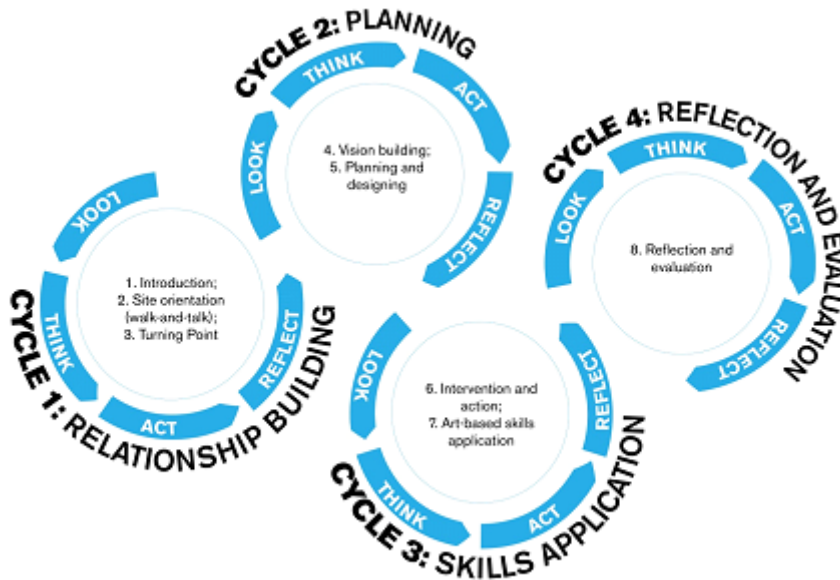 CYCLE 1: RELATIONSHIP BUILDING
LOOK
THINK
ACT
REFLECT
1. Introduction;
2. Site orientation
(walk-and-talk);
3. Turning Point
CYCLE 2: PLANNING
LOOK
THINK
ACT
REFLECT
4. Vision building;
5. Planning and
designing
CYCLE 3: SKILLS APPLICATION
LOOK
THINK
ACT
REFLECT
6. Intervention and
action;
7. Art-based skills
application
CYCLE 4: REFLECTION AND EVALUATION
LOOK
THINK
ACT
REFLECT
8. Reflection and
evaluation